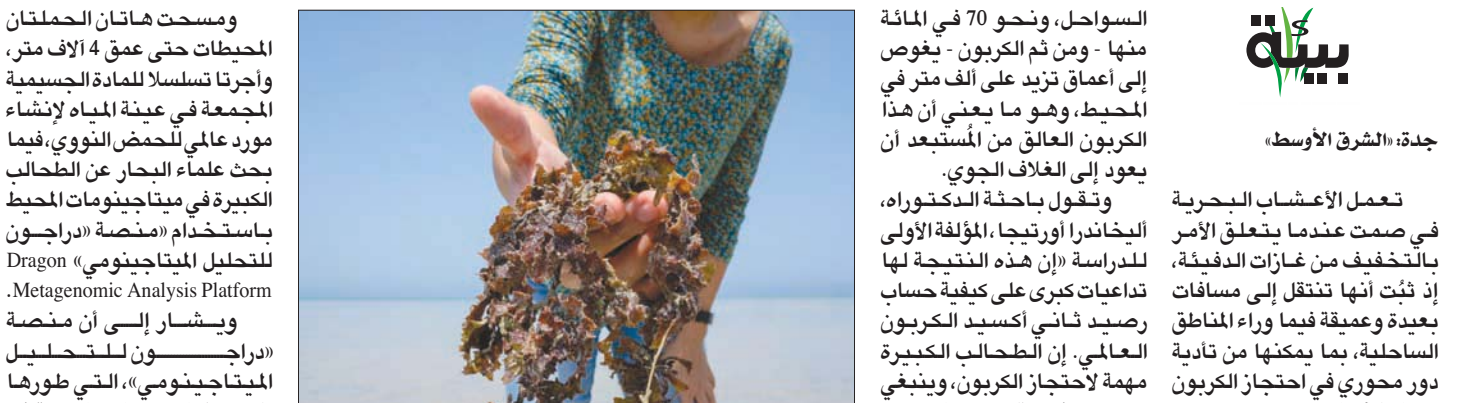 بيئة
جدة: «الشرق الأوسط»
تعمل الأعشاب البحرية
في صمت عندما يتعلق الأمر
بالتخفيف من غازات الدفيئة،
إذ ثبُت أنها تنتقل إلى مسافات
بعيدة وعميقة فيما وراء المناطق
الساحلية، بما يمكنها من تأدية
دور محوري في احتجاز الكربون
السواحل، ونحو 70 في المائة
منها - ومن ثم الكربون - يغوص
إلى أعماق تزيد على ألف متر في
المحيط، وهو ما يعني أن هذا
الكربون العالق من المُستبعد أن
يعود إلى الغلاف الجوي.
وتقول باحثة الدكتوراه،
أليخاندرا أورتيجا، المؤلفة الأولى
للدراسة «إن هذه النتيجة لها
تداعيات كبرى على كيفية حساب
رصيد ثاني أكسيد الكربون
العالمي. إن الطحالب الكبيرة
مهمة لاحتجاز الكربون، وينبغي
ومسحت هاتان الحملتان
المحيطات حتى عمق 4 آلاف متر،
وأجرتا تسلسلا للمادة الجسيمية
المجمعة في عينة المياه لإنشاء
مورد عالمي للحمض النووي، فيما
بحث علماء البحار عن الطحالب
الكبيرة في ميتاجينومات المحيط
باستخدام «منصة «دراجون
للتحليل الميتاجينومي» Dragon
Metagenomic Analysis Platform.
ويشار إلى أن منصة
«دراجون للتحليل
الميتاجينومي»، التي طورها